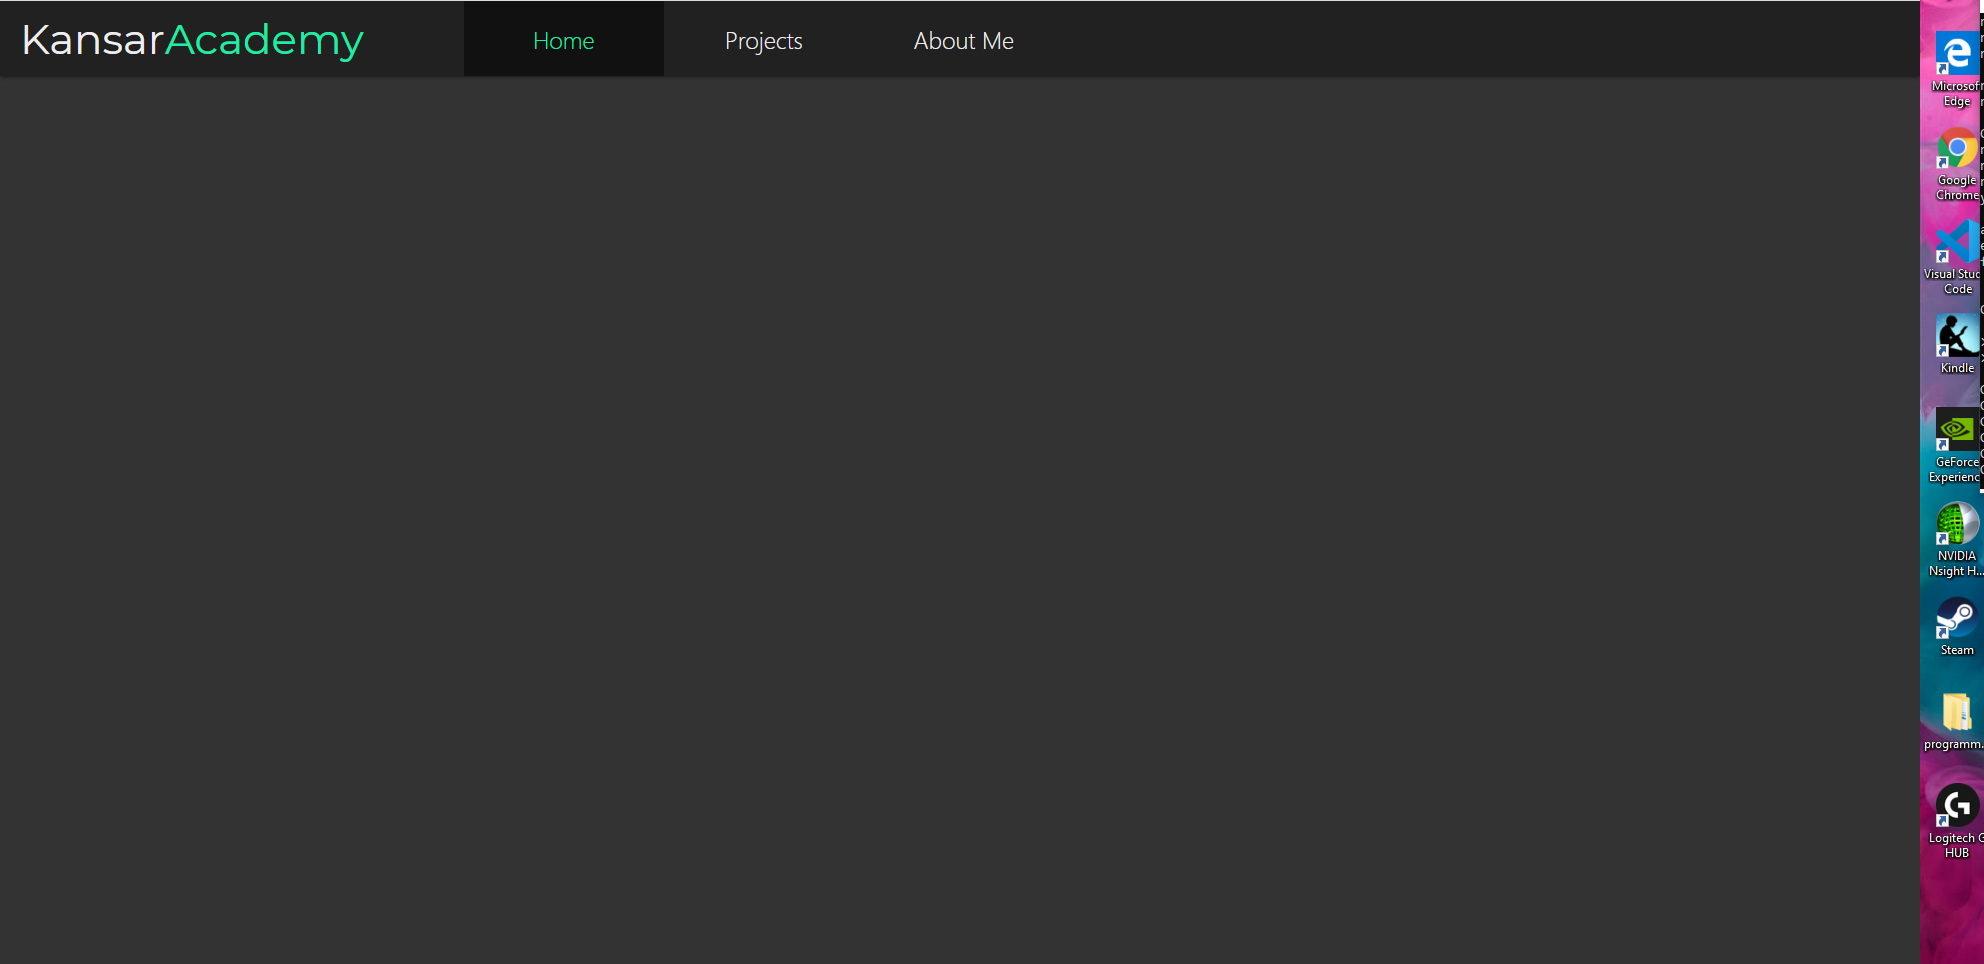 KansarAcademy
Home
Projects
About Me
Microsof
Edge
Google
Chrome
Visual Stuc
Code
Kindle
GeForce
Experienc
NVIDIA
Nsight H...
Steam
programm.
Logitech G
HUB